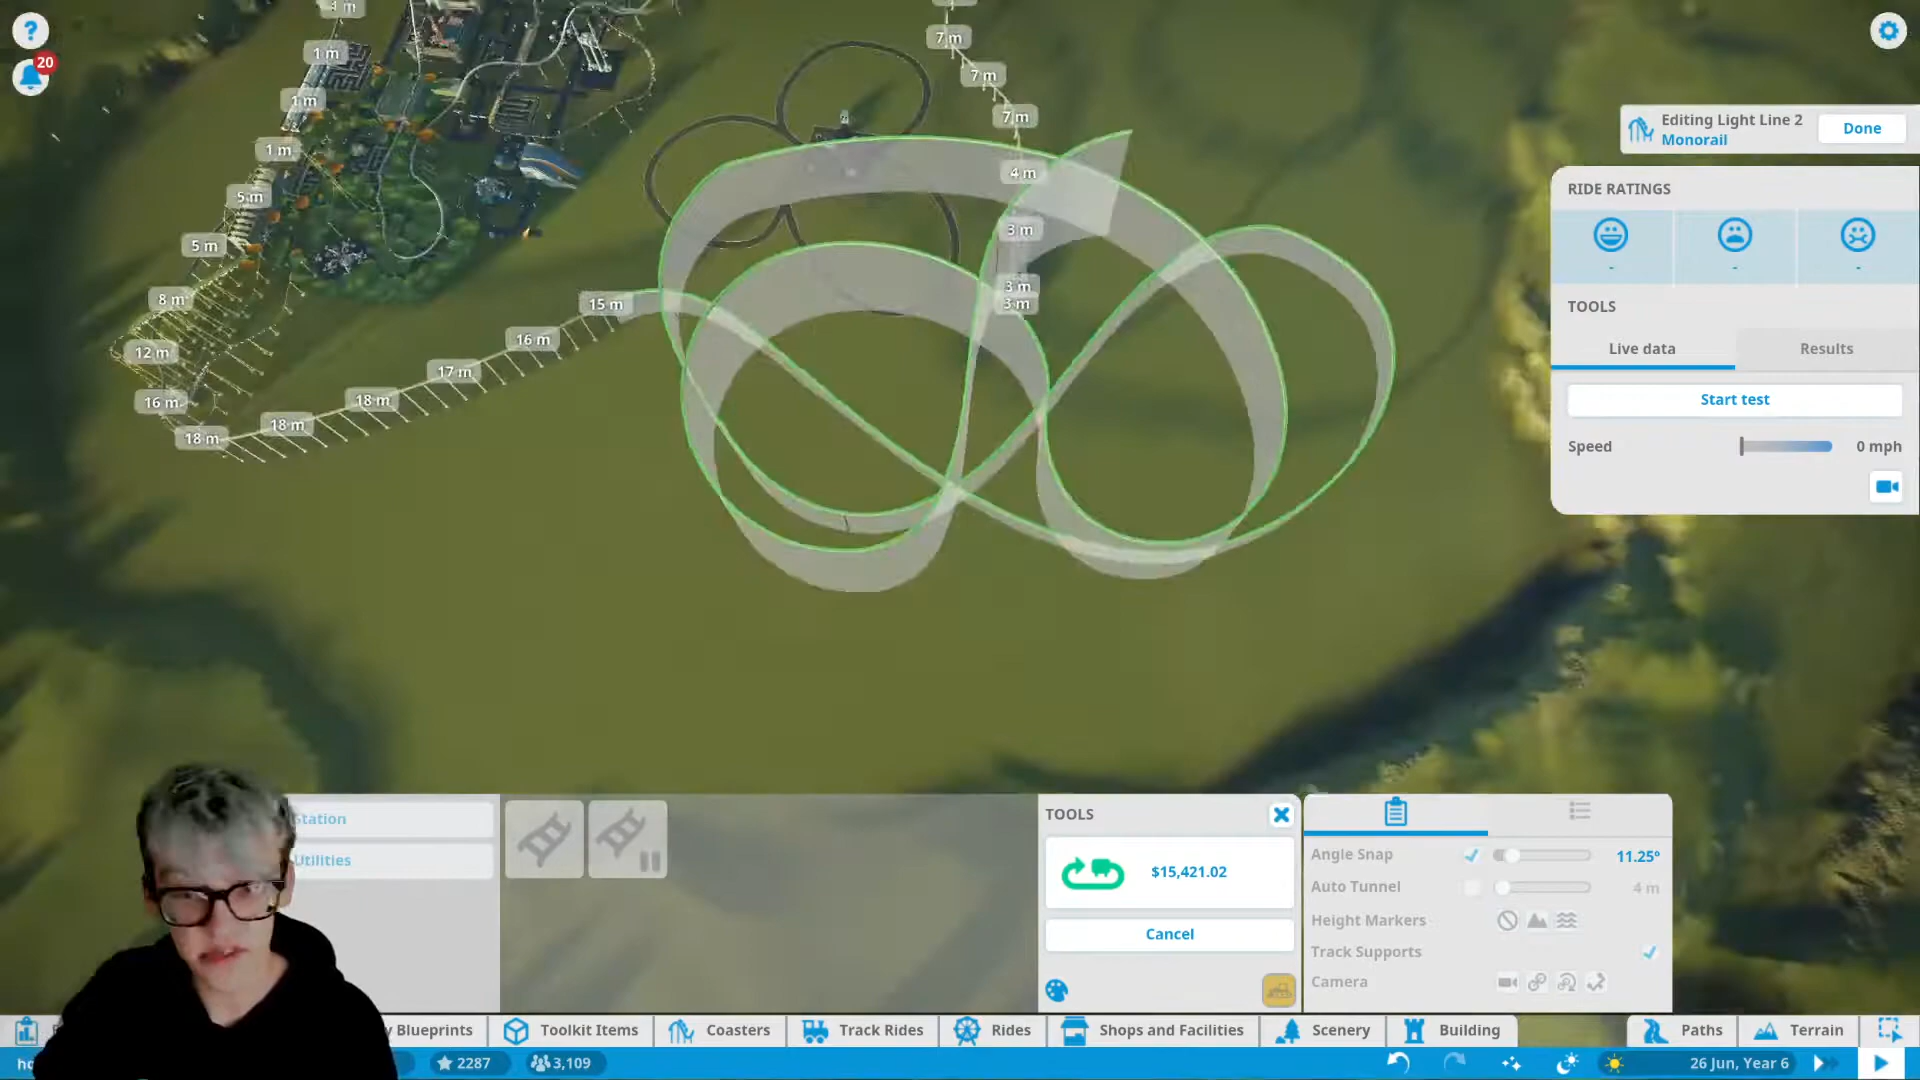 ?
20
1 m
1 m
1 m
1 m
5 m
5 m
8 m
12 m
16 m
18 m
18 m
18 m
17 m
16 m
15 m
7 m
7 m
7 m
4 m
3 m
3 m
3 m
Editing Light Line 2
Monorail
Done
RIDE RATINGS
- - -
TOOLS
Live data
Results
Start test
Speed
0 mph
Station
Utilities
TOOLS
$15,421.02
Cancel
Angle Snap
11.25°
Auto Tunnel
4 m
Height Markers
Track Supports
Camera
Blueprints
Toolkit Items
Coasters
Track Rides
Rides
Shops and Facilities
Scenery
Building
Paths
Terrain
2287
3,109
26 Jun, Year 6